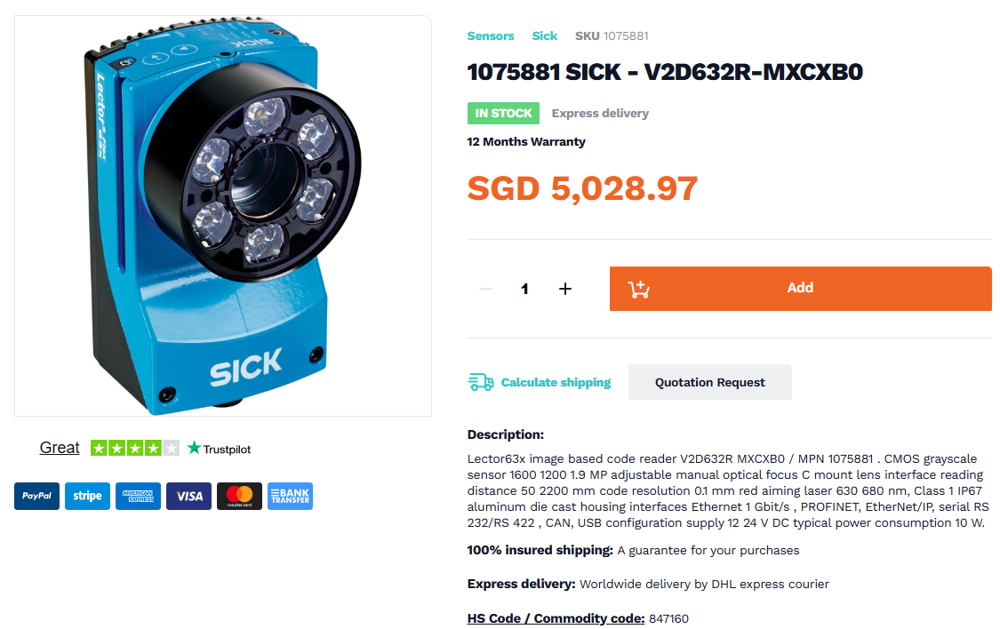 SICK
Lector®63x
SICK
Great
Trustpilot
PayPal
stripe
AMERICAN EXPRESS
VISA
mastercard
BANK TRANSFER
Sensors Sick SKU 1075881
1075881 SICK - V2D632R-MXCXB0
IN STOCK Express delivery
12 Months Warranty
SGD 5,028.97
1
Add
Calculate shipping
Quotation Request
Description:
Lector63x image based code reader V2D632R MXCXB0 / MPN 1075881 . CMOS grayscale
sensor 1600 1200 1.9 MP adjustable manual optical focus C mount lens interface reading
distance 50 2200 mm code resolution 0.1 mm red aiming laser 630 680 nm, Class 1 IP67
aluminum die cast housing interfaces Ethernet 1 Gbit/s , PROFINET, EtherNet/IP, serial RS
232/RS 422 , CAN, USB configuration supply 12 24 V DC typical power consumption 10 W.
100% insured shipping: A guarantee for your purchases
Express delivery: Worldwide delivery by DHL express courier
HS Code / Commodity code: 847160